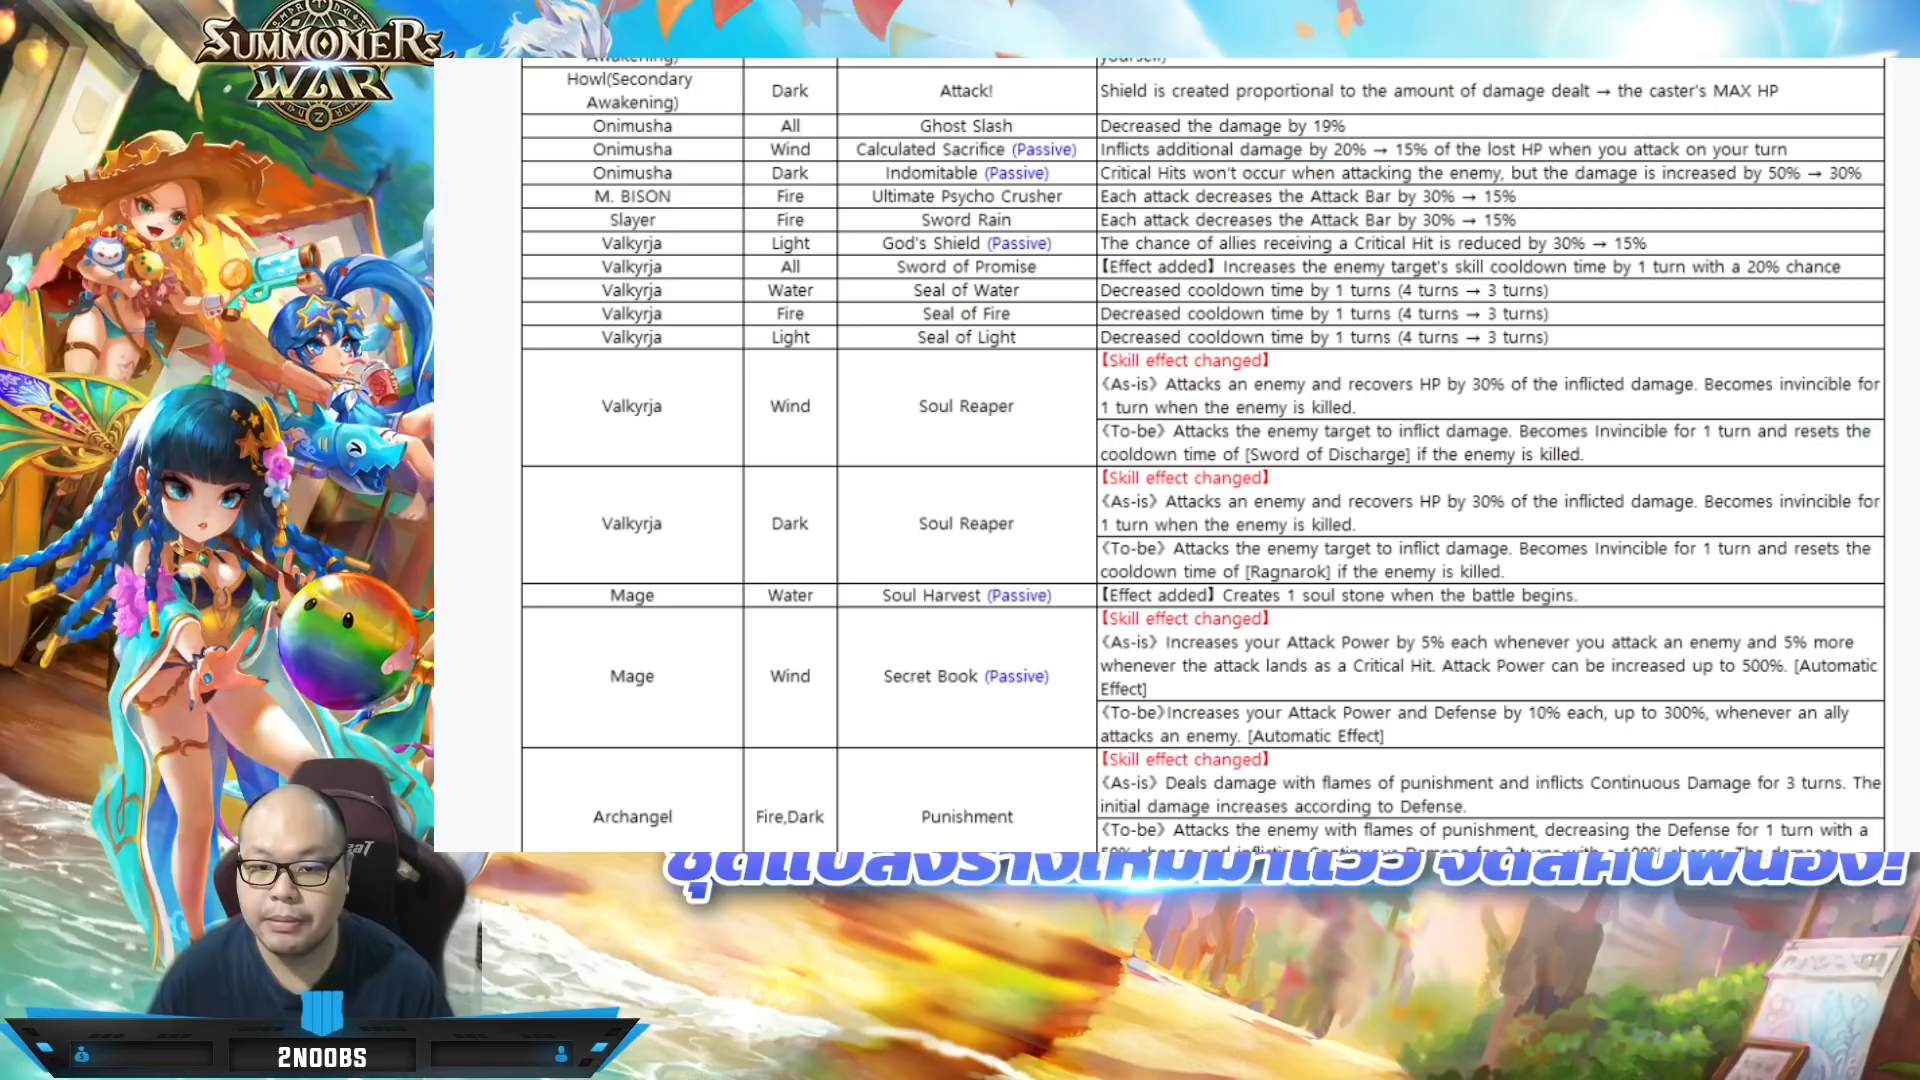 SUMMONERS
WAR
Awakening)
yourself)
Howl(Secondary
Awakening)
Dark
Attack!
Shield is created proportional to the amount of damage dealt → the caster's MAX HP
Onimusha
All
Ghost Slash
Decreased the damage by 19%
Onimusha
Wind
Calculated Sacrifice (Passive)
Inflicts additional damage by 20% → 15% of the lost HP when you attack on your turn
Onimusha
Dark
Indomitable (Passive)
Critical Hits won't occur when attacking the enemy, but the damage is increased by 50% → 30%
M. BISON
Fire
Ultimate Psycho Crusher
Each attack decreases the Attack Bar by 30% → 15%
Slayer
Fire
Sword Rain
Each attack decreases the Attack Bar by 30% → 15%
Valkyrja
Light
God's Shield (Passive)
The chance of allies receiving a Critical Hit is reduced by 30% → 15%
Valkyrja
All
Sword of Promise
【Effect added】 Increases the enemy target's skill cooldown time by 1 turn with a 20% chance
Valkyrja
Water
Seal of Water
Decreased cooldown time by 1 turns (4 turns → 3 turns)
Valkyrja
Fire
Seal of Fire
Decreased cooldown time by 1 turns (4 turns → 3 turns)
Valkyrja
Light
Seal of Light
Decreased cooldown time by 1 turns (4 turns → 3 turns)
Valkyrja
Wind
Soul Reaper
【Skill effect changed】
《As-is》 Attacks an enemy and recovers HP by 30% of the inflicted damage. Becomes invincible for
1 turn when the enemy is killed.
《To-be》 Attacks the enemy target to inflict damage. Becomes Invincible for 1 turn and resets the
cooldown time of [Sword of Discharge] if the enemy is killed.
Valkyrja
Dark
Soul Reaper
【Skill effect changed】
《As-is》 Attacks an enemy and recovers HP by 30% of the inflicted damage. Becomes invincible for
1 turn when the enemy is killed.
《To-be》 Attacks the enemy target to inflict damage. Becomes Invincible for 1 turn and resets the
cooldown time of [Ragnarok] if the enemy is killed.
Mage
Water
Soul Harvest (Passive)
【Effect added】 Creates 1 soul stone when the battle begins.
Mage
Wind
Secret Book (Passive)
【Skill effect changed】
《As-is》 Increases your Attack Power by 5% each whenever you attack an enemy and 5% more
whenever the attack lands as a Critical Hit. Attack Power can be increased up to 500%. [Automatic
Effect]
《To-be》Increases your Attack Power and Defense by 10% each, up to 300%, whenever an ally
attacks an enemy. [Automatic Effect]
Archangel
Fire,Dark
Punishment
【Skill effect changed】
《As-is》 Deals damage with flames of punishment and inflicts Continuous Damage for 3 turns. The
initial damage increases according to Defense.
《To-be》 Attacks the enemy with flames of punishment, decreasing the Defense for 1 turn with a
2NOOBS